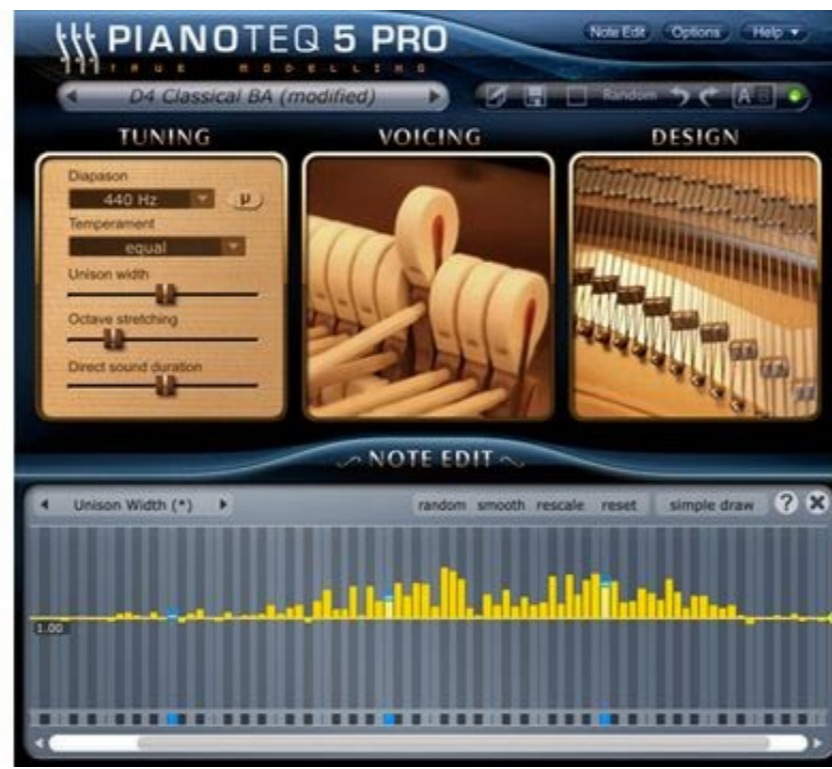 PIANOTEQ 5 PRO
TRUE MODELLING
Note Edit Options Help
D4 Classical BA (modified)
Random A B
TUNING VOICING DESIGN
Diapason
440 Hz μ
Temperament
equal
Unison width
Octave stretching
Direct sound duration
NOTE EDIT
Unison Width (*) random smooth rescale reset simple draw ?
1.00